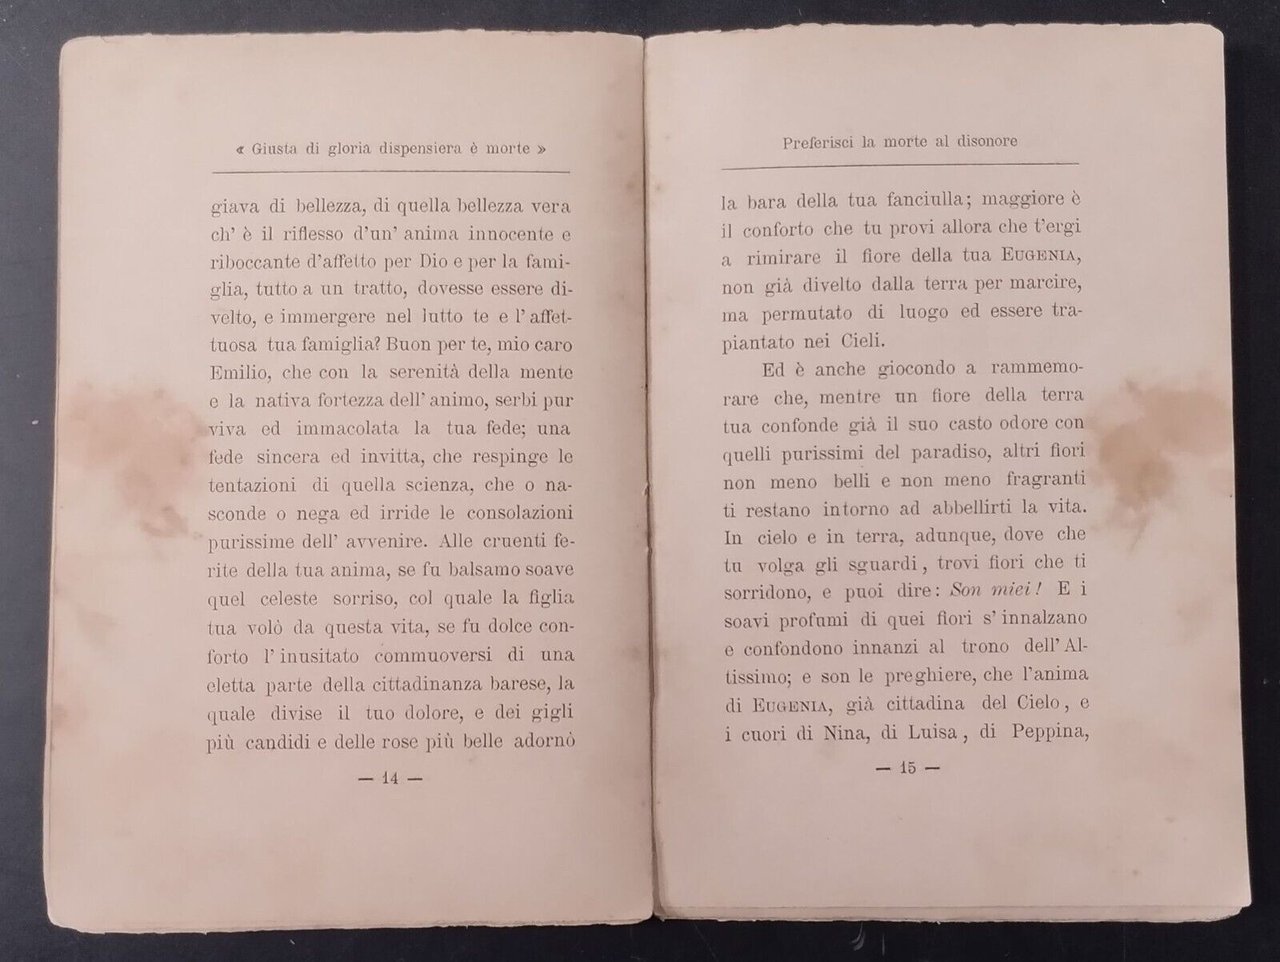 « Giusta di gloria dispensiera è morte »
giava di bellezza, di quella bellezza vera
ch' è il riflesso d'un' anima innocente e
riboccante d'affetto per Dio e per la fami-
glia, tutto a un tratto, dovesse essere di-
velto, e immergere nel lutto te e l' affet-
tuosa tua famiglia? Buon per te, mio caro
Emilio, che con la serenità della mente
e la nativa fortezza dell' animo, serbi pur
viva ed immacolata la tua fede; una
fede sincera ed invitta, che respinge le
tentazioni di quella scienza, che o na-
sconde o nega ed irride le consolazioni
purissime dell' avvenire. Alle cruenti fe-
rite della tua anima, se fu balsamo soave
quel celeste sorriso, col quale la figlia
tua volò da questa vita, se fu dolce con-
forto l' inusitato commuoversi di una
eletta parte della cittadinanza barese, la
quale divise il tuo dolore, e dei gigli
più candidi e delle rose più belle adornò
— 14 —
Preferisci la morte al disonore
la bara della tua fanciulla; maggiore è
il conforto che tu provi allora che t'ergi
a rimirare il fiore della tua EUGENIA,
non già divelto dalla terra per marcire,
ma permutato di luogo ed essere tra-
piantato nei Cieli.
Ed è anche giocondo a rammemo-
rare che, mentre un fiore della terra
tua confonde già il suo casto odore con
quelli purissimi del paradiso, altri fiori
non meno belli e non meno fragranti
ti restano intorno ad abbellirti la vita.
In cielo e in terra, adunque, dove che
tu volga gli sguardi, trovi fiori che ti
sorridono, e puoi dire: Son miei! E i
soavi profumi di quei fiori s' innalzano
e confondono innanzi al trono dell' Al-
tissimo; e son le preghiere, che l'anima
di EUGENIA, già cittadina del Cielo, e
i cuori di Nina, di Luisa, di Peppina,
— 15 —